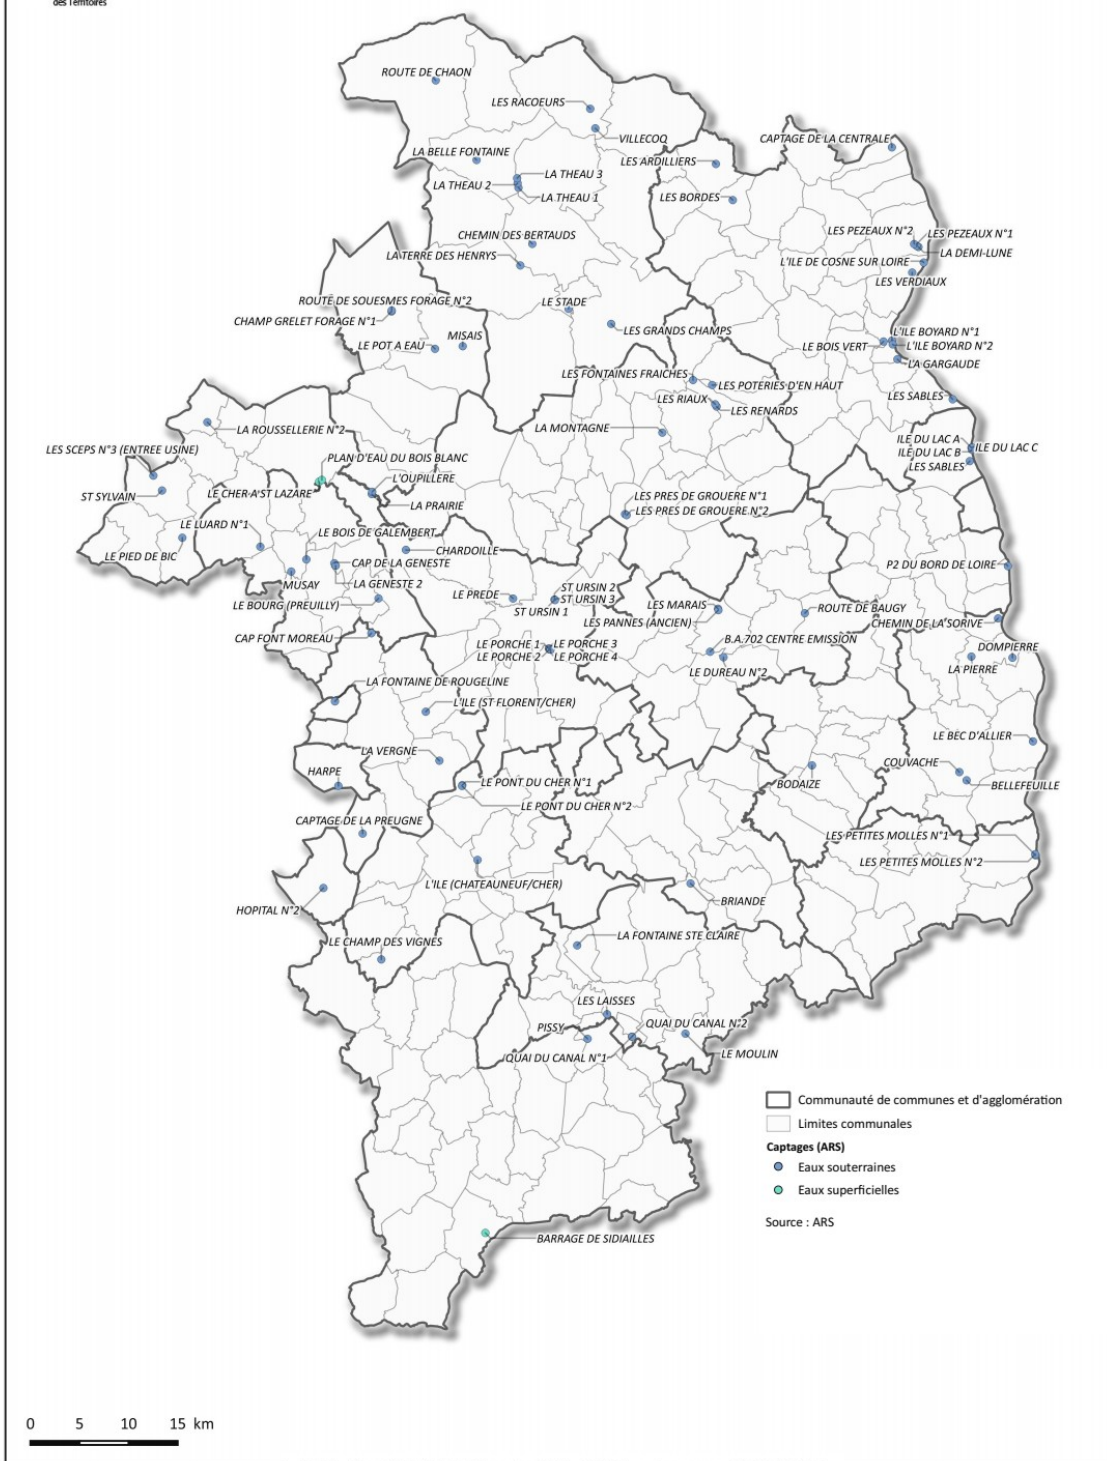 des Territoires
ROUTE DE CHAON
LES RACOEURS
VILLECOQ
CAPTAGE DE LA CENTRALE
LA BELLE FONTAINE
LES ARDILLIERS
LA THEAU 3
LA THEAU 2
LA THEAU 1
LES BORDES
CHEMIN DES BERTAUDS
LES PEZEAUX N°2
LES PEZEAUX N°1
LA TERRE DES HENRYS
LA DEMI-LUNE
L'ILE DE COSNE SUR LOIRE
LES VERDIAUX
ROUTE DE SOUESMES FORAGE N°2
LE STADE
CHAMP GRELET FORAGE N°1
LES GRANDS CHAMPS
L'ILE BOYARD N°1
MISAIS
LE POT A EAU
LE BOIS VERT
L'ILE BOYARD N°2
LA GARGAUDE
LES FONTAINES FRAICHES
LES POTERIES D'EN HAUT
LES RIAUX
LES RENARDS
LES SABLES
LA ROUSSELLERIE N°2
LA MONTAGNE
ILE DU LAC A
ILE DU LAC C
ILE DU LAC B
LES SABLES
LES SCEPS N°3 (ENTREE USINE)
PLAN D'EAU DU BOIS BLANC
L'OUPILLERE
ST SYLVAIN
LE CHER A ST LAZARE
LA PRAIRIE
LES PRES DE GROUERE N°1
LES PRES DE GROUERE N°2
LE LUARD N°1
LE BOIS DE GALEMBERT
LE PIED DE BIC
CHARDOILLE
CAP DE LA GENESTE
P2 DU BORD DE LOIRE
MUSAY
LA GENESTE 2
LE PREDE
ST URSIN 2
ST URSIN 3
ST URSIN 1
LE BOURG (PREUILLY)
LES MARAIS
ROUTE DE BAUGY
LES PANNES (ANCIEN)
CHEMIN DE LA SORIVE
CAP FONT MOREAU
LE PORCHE 1
LE PORCHE 3
LE PORCHE 2
LE PORCHE 4
B.A.702 CENTRE EMISSION
DOMPIERRE
LE DUREAU N°2
LA PIERRE
LA FONTAINE DE ROUGELINE
L'ILE (ST FLORENT/CHER)
LE BEC D'ALLIER
LA VERGNE
COUVACHE
HARPE
LE PONT DU CHER N°1
BODAIZE
BELLEFEUILLE
LE PONT DU CHER N°2
CAPTAGE DE LA PREUGNE
LES PETITES MOLLES N°1
LES PETITES MOLLES N°2
L'ILE (CHATEAUNEUF/CHER)
BRIANDE
HOPITAL N°2
LE CHAMP DES VIGNES
LA FONTAINE STE CLAIRE
LES LAISSES
PISSY
QUAI DU CANAL N°2
QUAI DU CANAL N°1
LE MOULIN
Communauté de communes et d'agglomération
Limites communales
Captages (ARS)
Eaux souterraines
Eaux superficielles
Source : ARS
BARRAGE DE SIDIAILLES
0 5 10 15 km